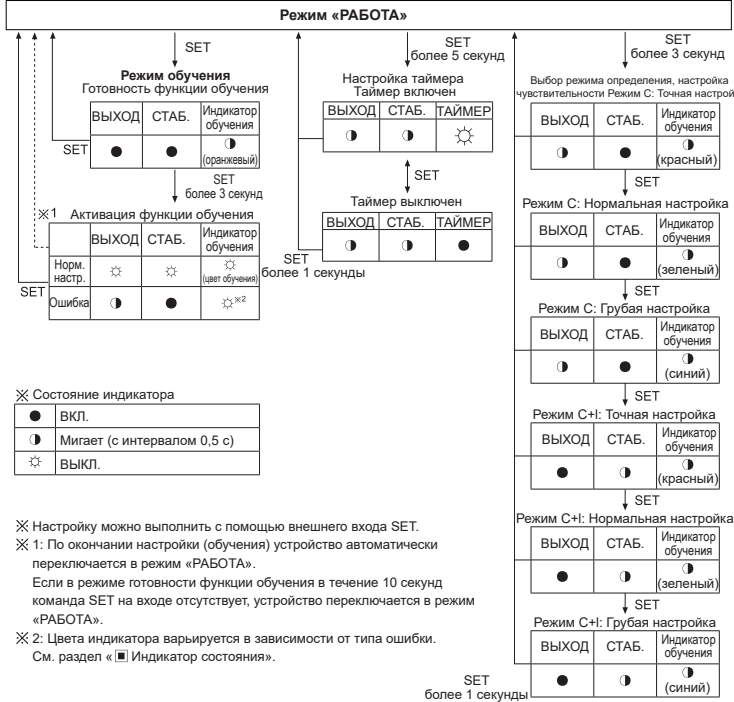 Режим «РАБОТА»
SET
Режим обучения
Готовность функции обучения
ВЫХОД СТАБ. Индикатор обучения
(оранжевый)
SET
SET
более 3 секунд
※1 Активация функции обучения
ВЫХОД СТАБ. Индикатор обучения
Норм. настр.
(цвет обучения)
SET
Ошибка ※2
SET
более 5 секунд
Настройка таймера
Таймер включен
ВЫХОД СТАБ. ТАЙМЕР
SET
Таймер выключен
ВЫХОД СТАБ. ТАЙМЕР
SET
более 1 секунды
SET
более 3 секунд
Выбор режима определения, настройка
чувствительности Режим С: Точная настрой
ВЫХОД СТАБ. Индикатор обучения
(красный)
SET
Режим С: Нормальная настройка
ВЫХОД СТАБ. Индикатор обучения
(зеленый)
SET
Режим С: Грубая настройка
ВЫХОД СТАБ. Индикатор обучения
(синий)
SET
Режим C+I: Точная настройка
ВЫХОД СТАБ. Индикатор обучения
(красный)
SET
Режим C+I: Нормальная настройка
ВЫХОД СТАБ. Индикатор обучения
(зеленый)
SET
Режим C+I: Грубая настройка
ВЫХОД СТАБ. Индикатор обучения
(синий)
SET
более 1 секунды
※ Состояние индикатора
● ВКЛ.
◑ Мигает (с интервалом 0,5 с)
☼ ВЫКЛ.
※ Настройку можно выполнить с помощью внешнего входа SET.
※ 1: По окончании настройки (обучения) устройство автоматически
переключается в режим «РАБОТА».
Если в режиме готовности функции обучения в течение 10 секунд
команда SET на входе отсутствует, устройство переключается в режим
«РАБОТА».
※ 2: Цвета индикатора варьируется в зависимости от типа ошибки.
См. раздел «▣ Индикатор состояния».